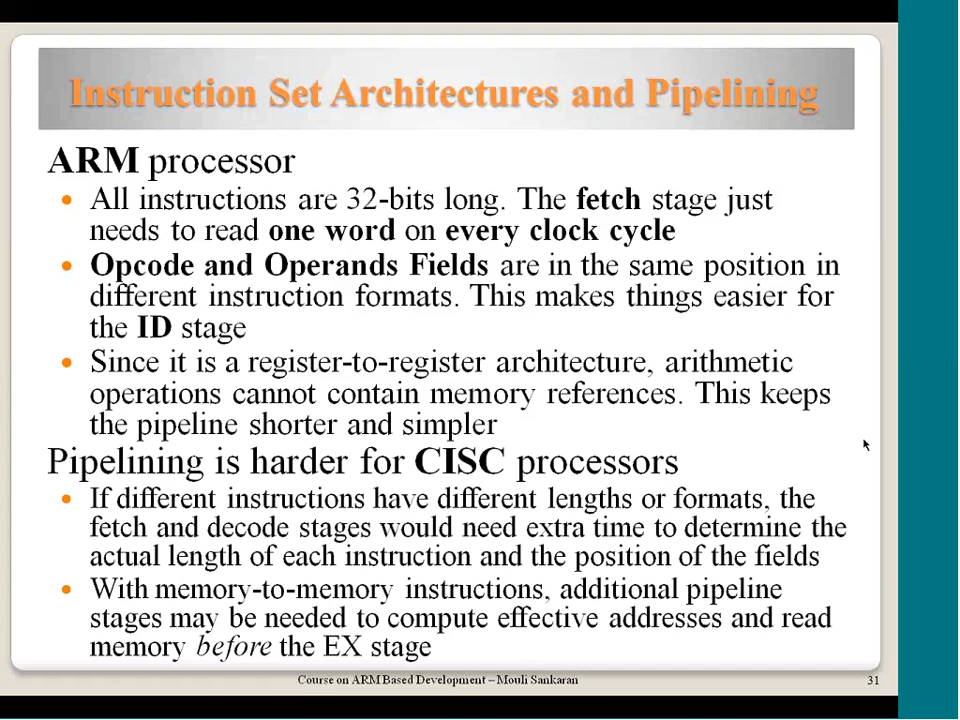 Instruction Set Architectures and Pipelining
ARM processor
• All instructions are 32-bits long. The fetch stage just
needs to read one word on every clock cycle
• Opcode and Operands Fields are in the same position in
different instruction formats. This makes things easier for
the ID stage
• Since it is a register-to-register architecture, arithmetic
operations cannot contain memory references. This keeps
the pipeline shorter and simpler
Pipelining is harder for CISC processors
• If different instructions have different lengths or formats, the
fetch and decode stages would need extra time to determine the
actual length of each instruction and the position of the fields
• With memory-to-memory instructions, additional pipeline
stages may be needed to compute effective addresses and read
memory before the EX stage
Course on ARM Based Development – Mouli Sankaran
31